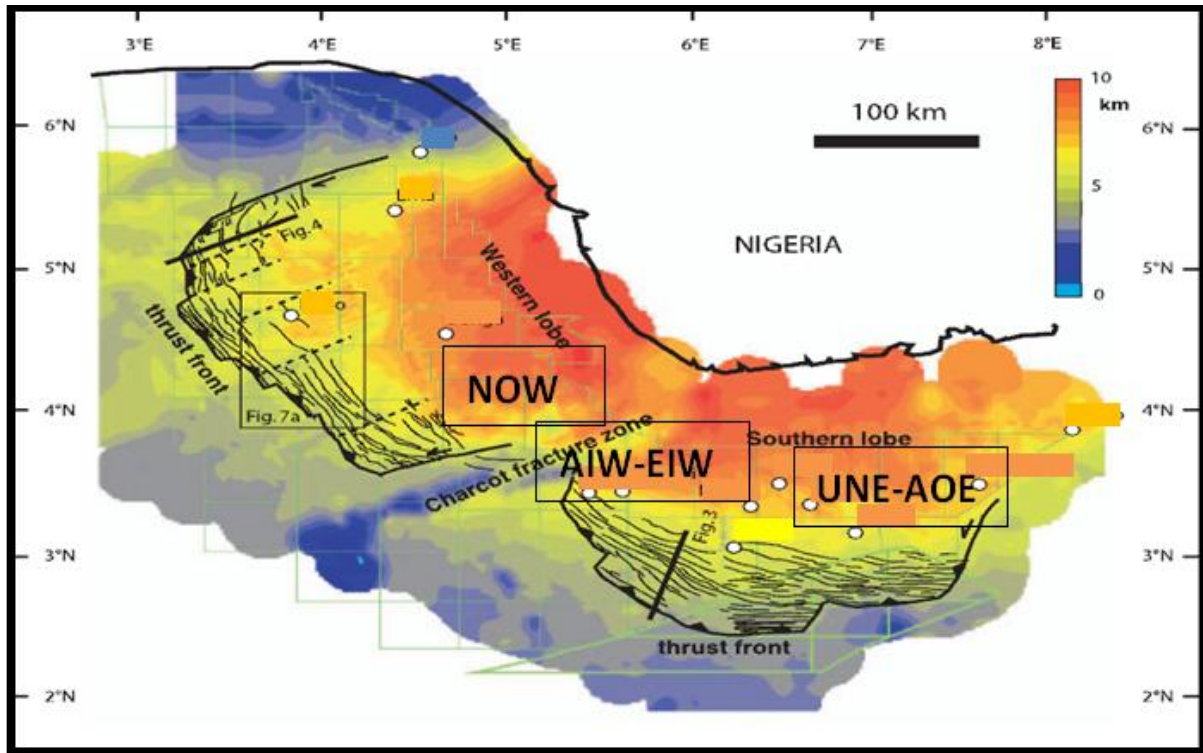 3°E 4°E 5°E 6°E 7°E 8°E
10
km
100 km
6°N 6°N
5
NIGERIA
Fig.4
Western lobe
5°N 5°N
0
thrust front
NOW
Fig.7a
4°N 4°N
Southern lobe
Charcot fracture zone
AIW-EIW
UNE-AOE
Fig.3
3°N 3°N
thrust front
2°N 2°N